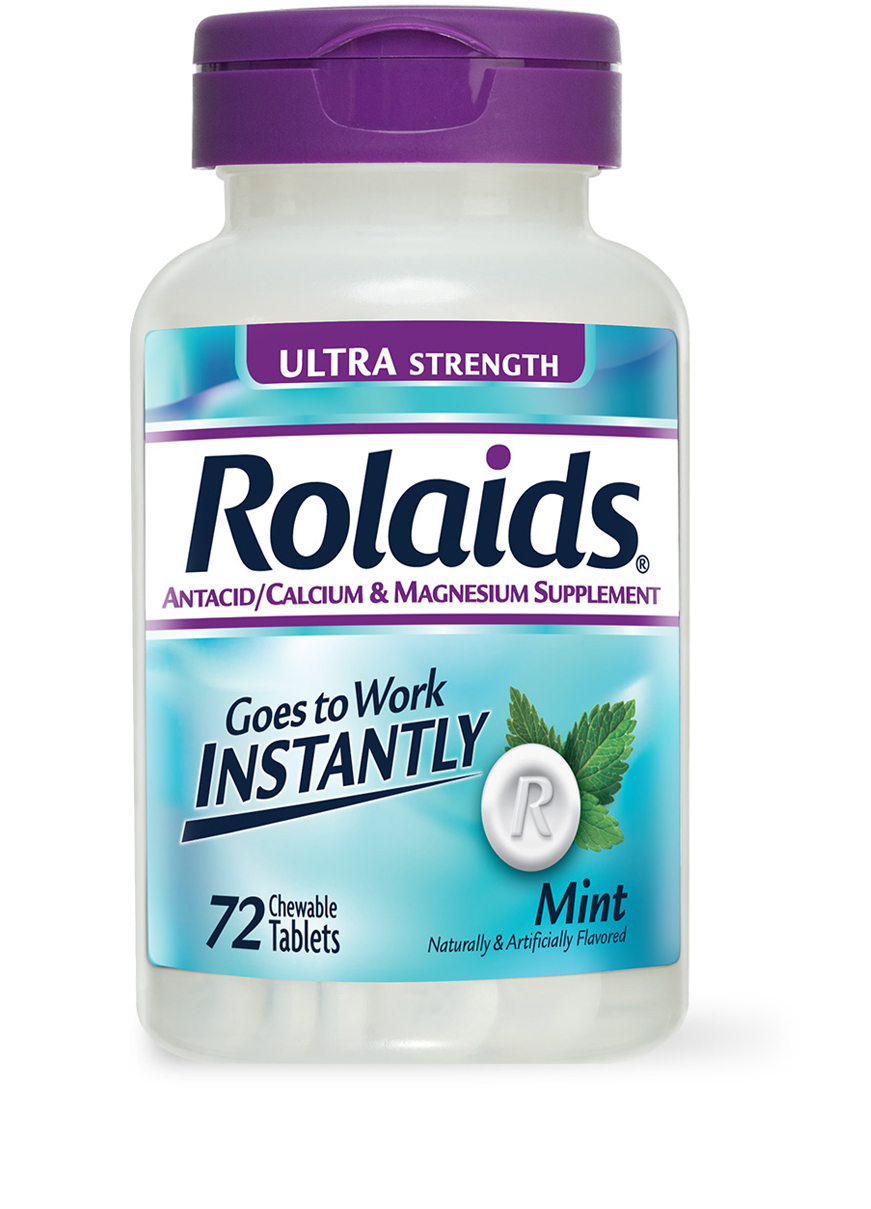 ULTRA STRENGTH
Rolaids®
ANTACID/CALCIUM & MAGNESIUM SUPPLEMENT
Goes to Work
INSTANTLY
R
72 Chewable
Tablets
Mint
Naturally & Artificially Flavored